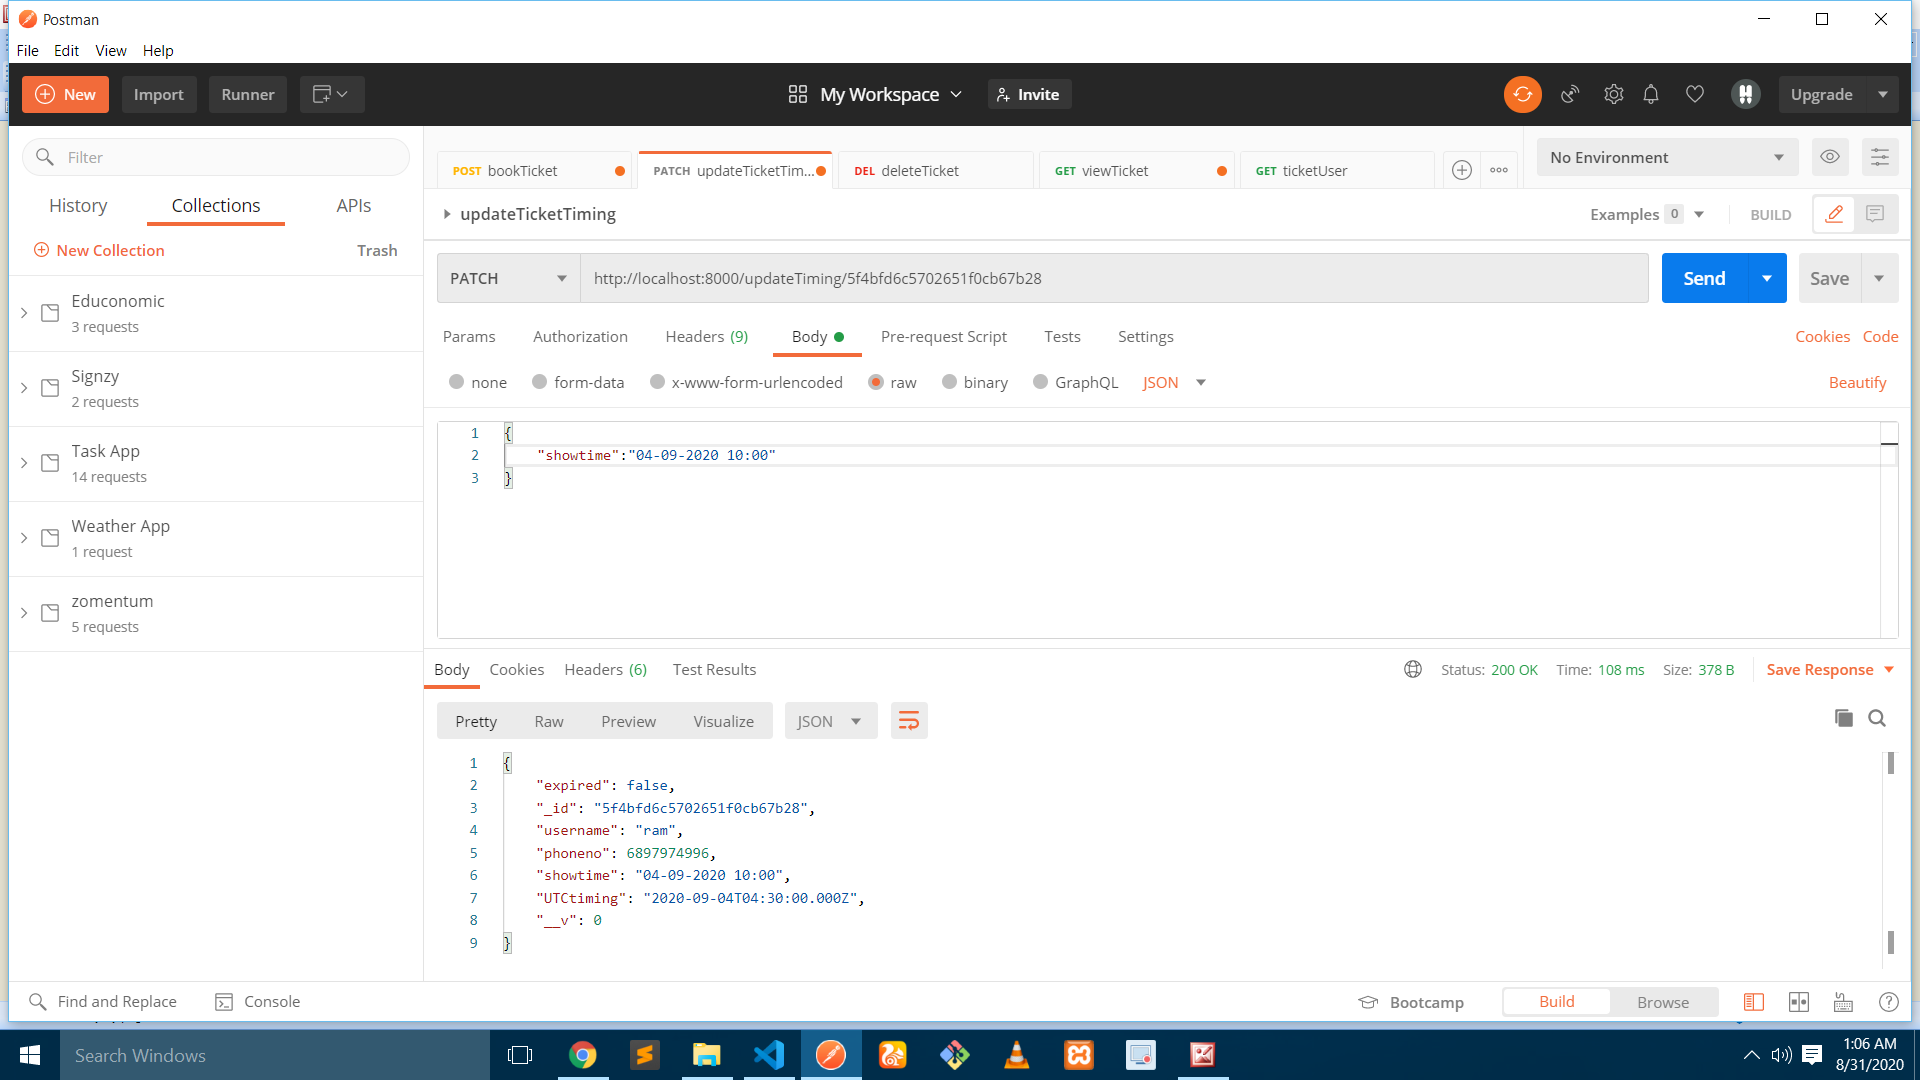 Postman
File Edit View Help
New Import Runner My Workspace Invite Upgrade
Filter
History Collections APIs
New Collection Trash
Educonomic
3 requests
Signzy
2 requests
Task App
14 requests
Weather App
1 request
zomentum
5 requests
POST bookTicket PATCH updateTicketTim... DEL deleteTicket GET viewTicket GET ticketUser No Environment
updateTicketTiming Examples 0 BUILD
PATCH http://localhost:8000/updateTiming/5f4bfd6c5702651f0cb67b28 Send Save
Params Authorization Headers (9) Body Pre-request Script Tests Settings Cookies Code
none form-data x-www-form-urlencoded raw binary GraphQL JSON Beautify
1 {
2 "showtime":"04-09-2020 10:00"
3 }
Body Cookies Headers (6) Test Results Status: 200 OK Time: 108 ms Size: 378 B Save Response
Pretty Raw Preview Visualize JSON
1 {
2 "expired": false,
3 "_id": "5f4bfd6c5702651f0cb67b28",
4 "username": "ram",
5 "phoneno": 6897974996,
6 "showtime": "04-09-2020 10:00",
7 "UTCtiming": "2020-09-04T04:30:00.000Z",
8 "__v": 0
9 }
Find and Replace Console Bootcamp Build Browse
Search Windows 1:06 AM
8/31/2020